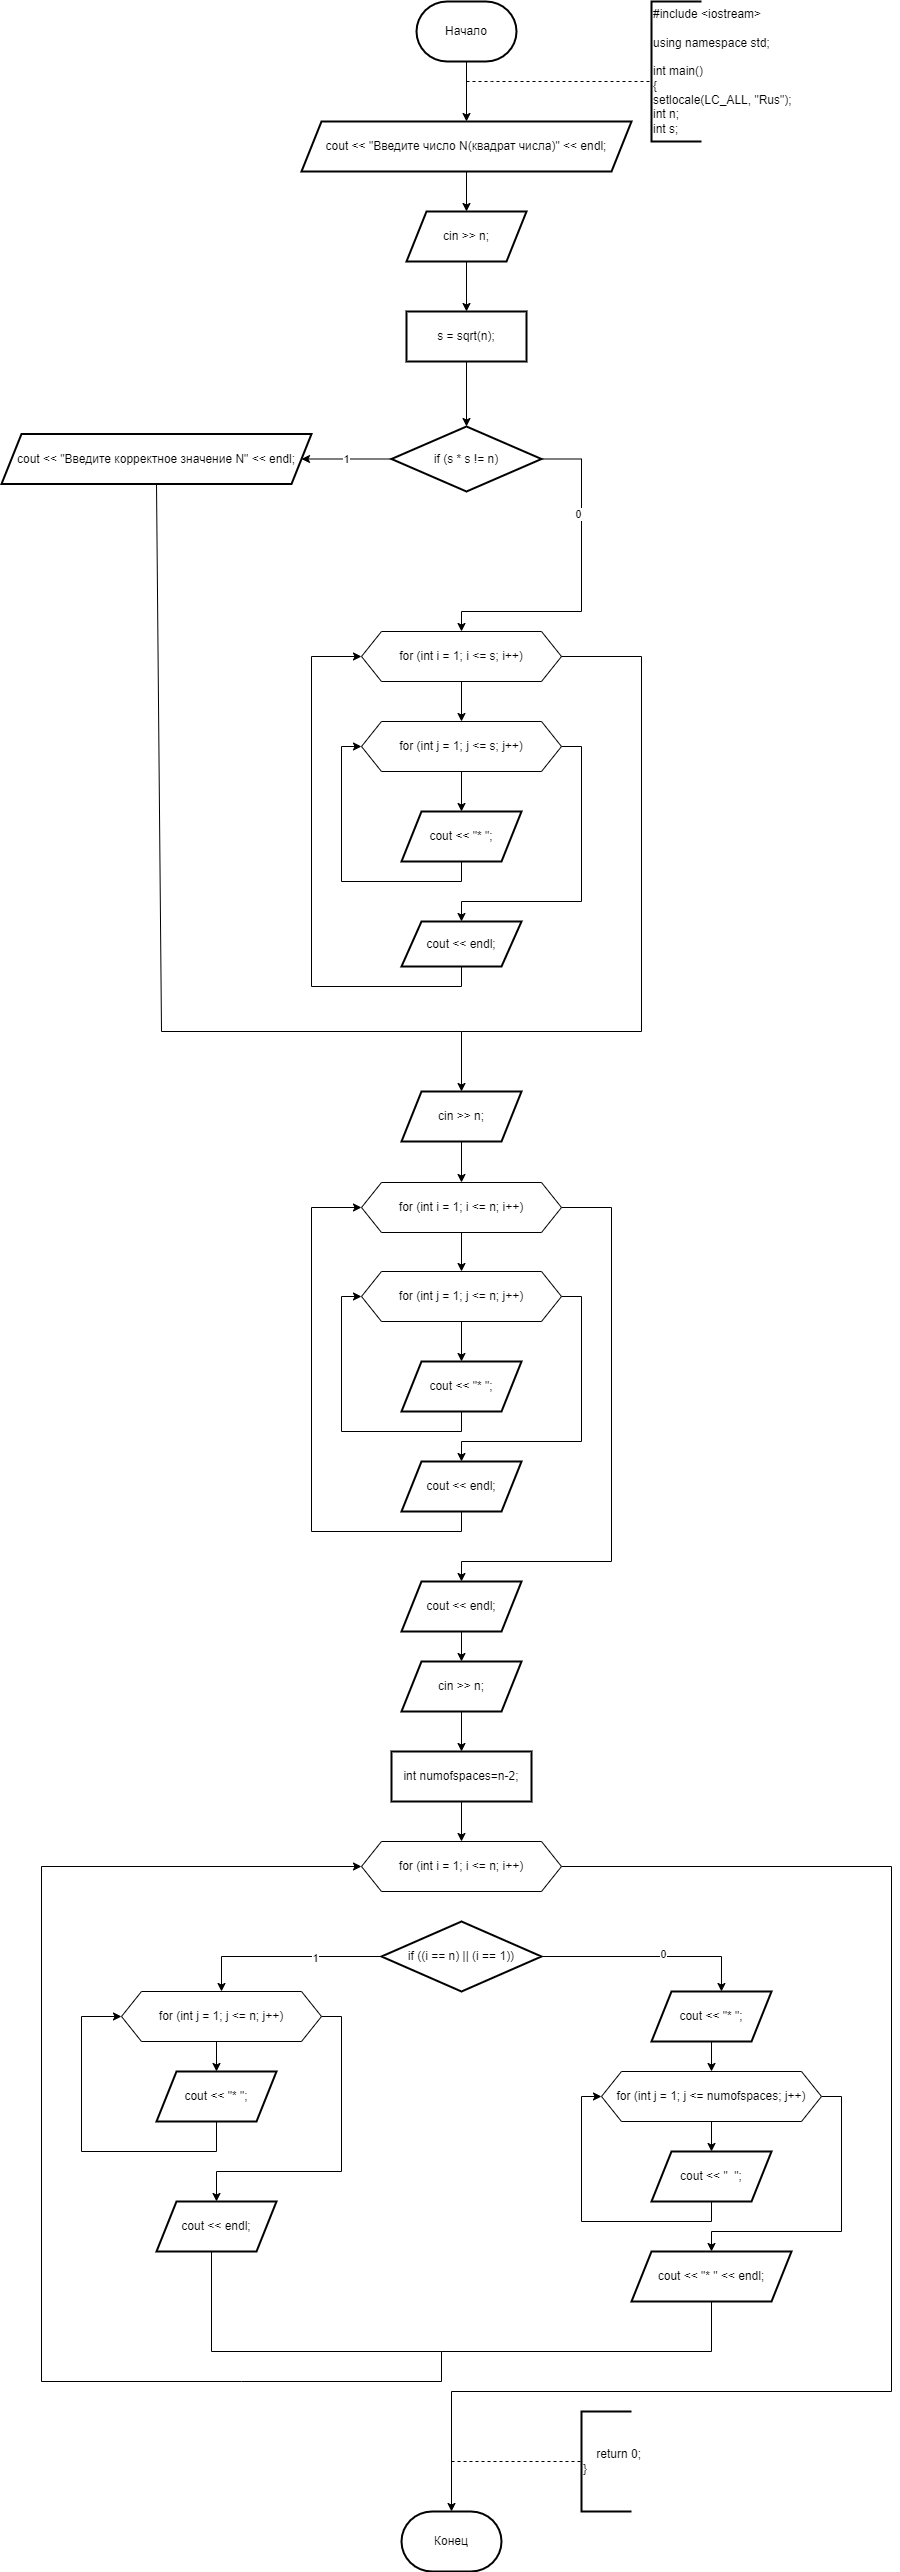 Начало
#include <iostream>
using namespace std;
int main()
{
setlocale(LC_ALL, "Rus");
int n;
int s;
cout << "Введите число N(квадрат числа)" << endl;
cin >> n;
s = sqrt(n);
if (s * s != n)
1
cout << "Введите корректное значение N" << endl;
0
for (int i = 1; i <= s; i++)
for (int j = 1; j <= s; j++)
cout << "* ";
cout << endl;
cin >> n;
for (int i = 1; i <= n; i++)
for (int j = 1; j <= n; j++)
cout << "* ";
cout << endl;
cout << endl;
cin >> n;
int numofspaces=n-2;
for (int i = 1; i <= n; i++)
if ((i == n) || (i == 1))
1
0
for (int j = 1; j <= n; j++)
cout << "* ";
cout << endl;
cout << "* ";
for (int j = 1; j <= numofspaces; j++)
cout << "  ";
cout << "* " << endl;
return 0;
}
Конец